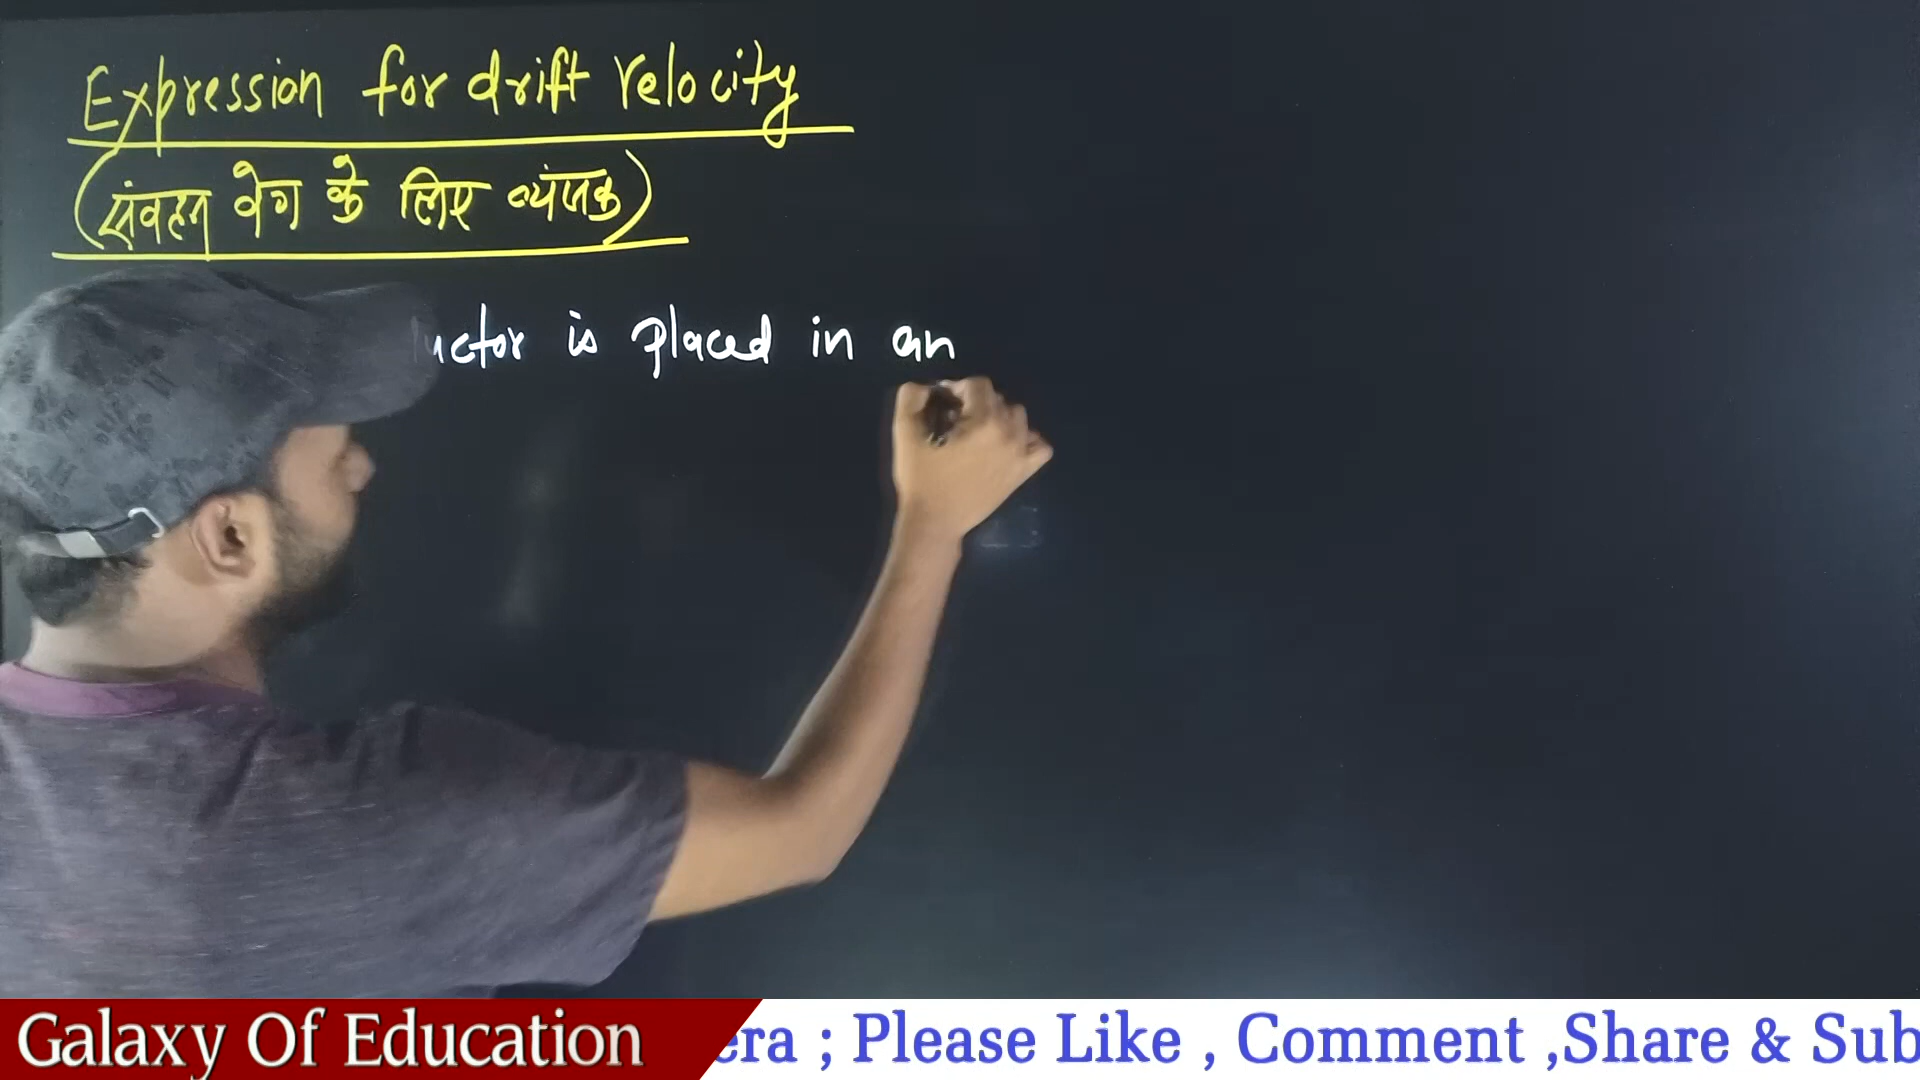 Expression for drift velocity
(संवहन वेग के लिए व्यंजक)
uctor is placed in an
Galaxy Of Education
era ; Please Like , Comment ,Share & Sub